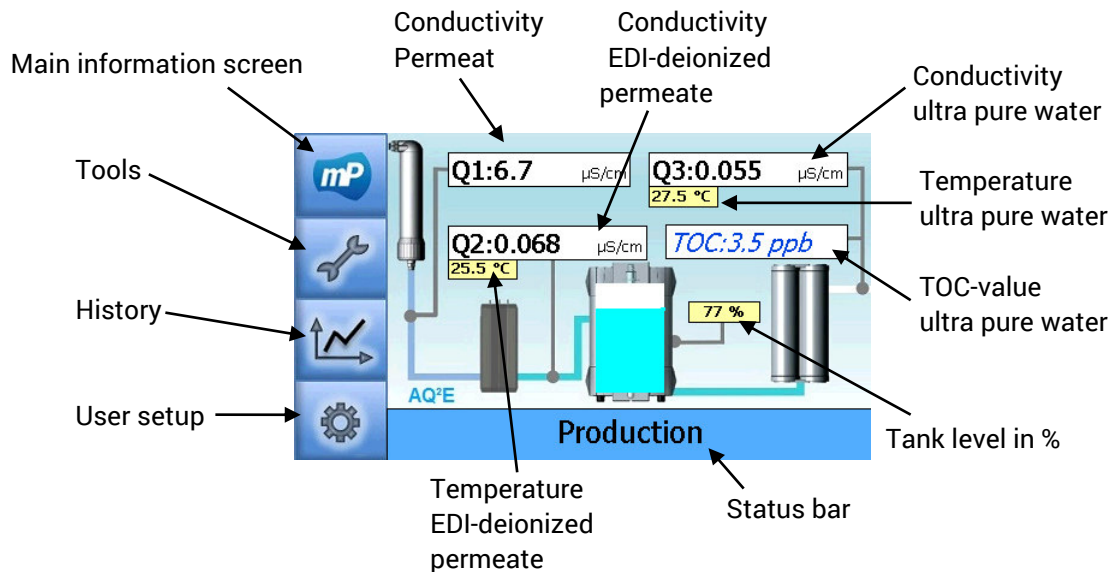 Conductivity
Permeat
Conductivity
EDI-deionized
permeate
Main information screen
Conductivity
ultra pure water
Tools
mP
Q1:6.7 µS/cm
Q3:0.055 µS/cm
27.5 °C
Temperature
ultra pure water
Q2:0.068 µS/cm
25.5 °C
TOC:3.5 ppb
History
77 %
TOC-value
ultra pure water
AQ²E
User setup
Production
Tank level in %
Temperature
EDI-deionized
permeate
Status bar